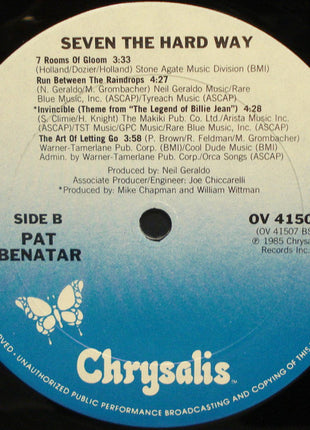 SEVEN THE HARD WAY
7 Rooms Of Gloom 3:33
(Holland/Dozier/Holland) Stone Agate Music Division (BMI)
Run Between The Raindrops 4:27
(N. Geraldo/M. Grombacher) Neil Geraldo Music/Rare
Blue Music, Inc. (ASCAP)/Tyreach Music (ASCAP)
*Invincible (Theme from "The Legend of Billie Jean") 4:28
(S. Climie/H. Knight) The Makiki Pub. Co. Ltd./Arista Music Inc.
(ASCAP)/TST Music/GPC Music/Rare Blue Music, Inc. (ASCAP)
The Art Of Letting Go 3:58 (P. Brown/R. Feldman/M. Grombacher)
Warner-Tamerlane Pub. Corp./(BMI)/Cool Dude Music (BMI)
Admin. by Warner-Tamerlane Pub. Corp/Orca Songs (ASCAP)
Produced by: Neil Geraldo
Associate Producer/Engineer: Joe Chiccarelli
*Produced by: Mike Chapman and William Wittman
SIDE B
PAT
BENATAR
OV 4150
(OV 41507 BS
℗ 1985 Chrysa
Records Inc.
Chrysalis
TM
RVED - UNAUTHORIZED PUBLIC PERFORMANCE BROADCASTING AND COPYING OF THIS